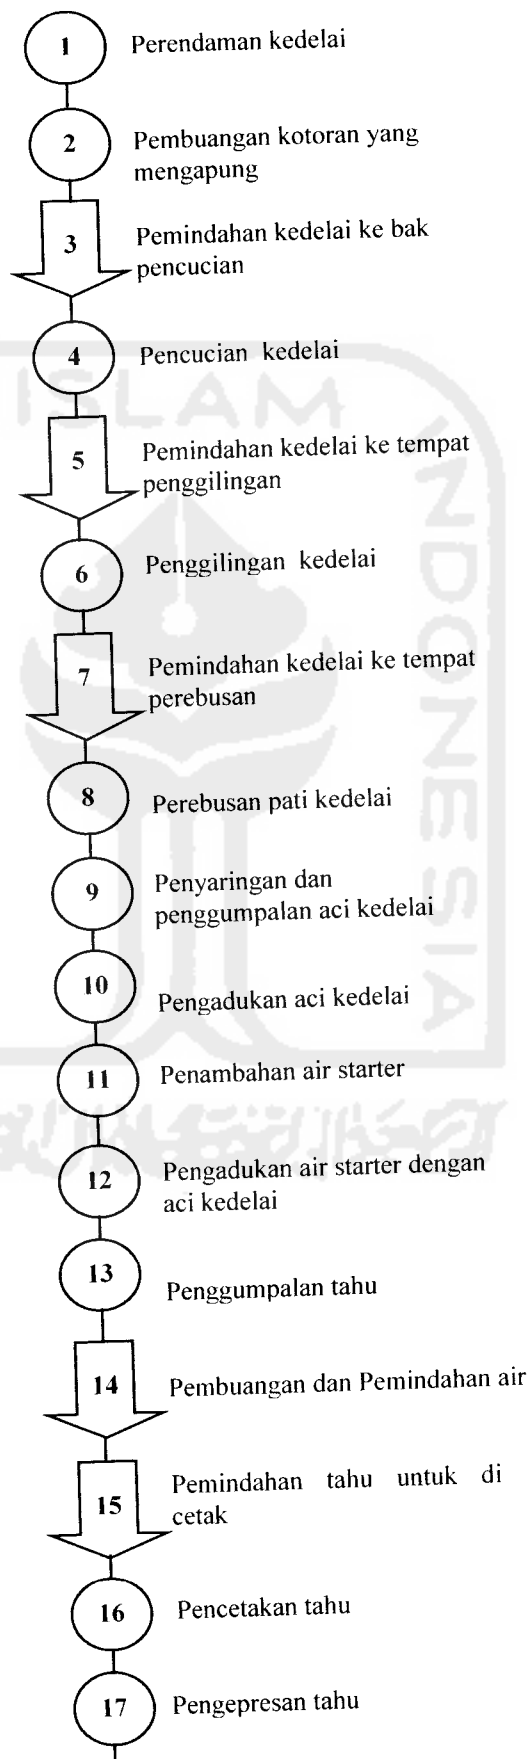 1 Perendaman kedelai
2 Pembuangan kotoran yang
mengapung
3 Pemindahan kedelai ke bak
pencucian
4 Pencucian kedelai
ISLAM
5 Pemindahan kedelai ke tempat
penggilingan
INDONESIA
6 Penggilingan kedelai
7 Pemindahan kedelai ke tempat
perebusan
8 Perebusan pati kedelai
9 Penyaringan dan
penggumpalan aci kedelai
10 Pengadukan aci kedelai
11 Penambahan air starter
12 Pengadukan air starter dengan
aci kedelai
13 Penggumpalan tahu
14 Pembuangan dan Pemindahan air
15 Pemindahan tahu untuk di
cetak
16 Pencetakan tahu
17 Pengepresan tahu